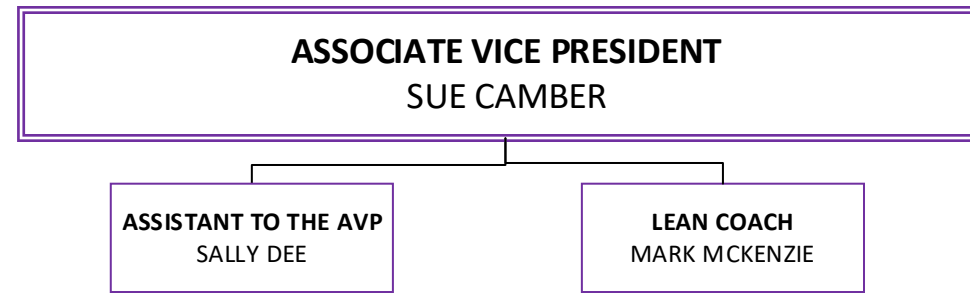 ASSOCIATE VICE PRESIDENT
SUE CAMBER
ASSISTANT TO THE AVP
SALLY DEE
LEAN COACH
MARK MCKENZIE